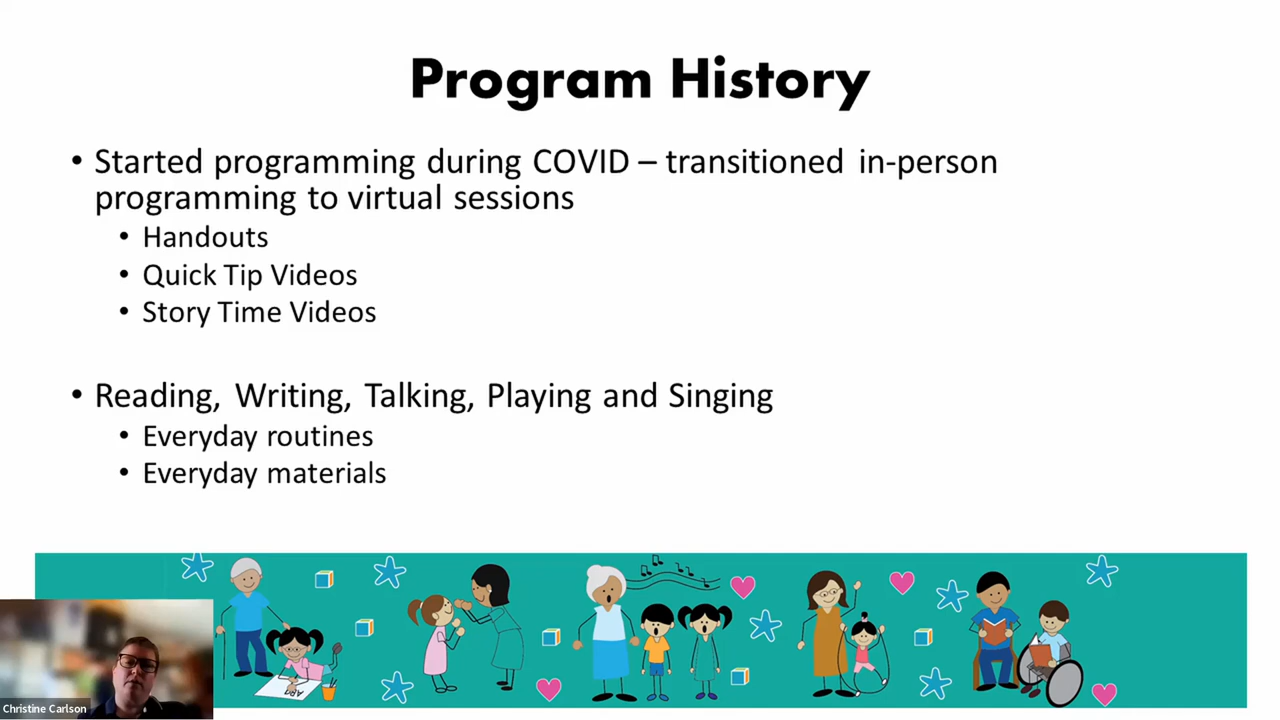 Program History
• Started programming during COVID – transitioned in-person
programming to virtual sessions
• Handouts
• Quick Tip Videos
• Story Time Videos
• Reading, Writing, Talking, Playing and Singing
• Everyday routines
• Everyday materials
ART
Christine Carlson